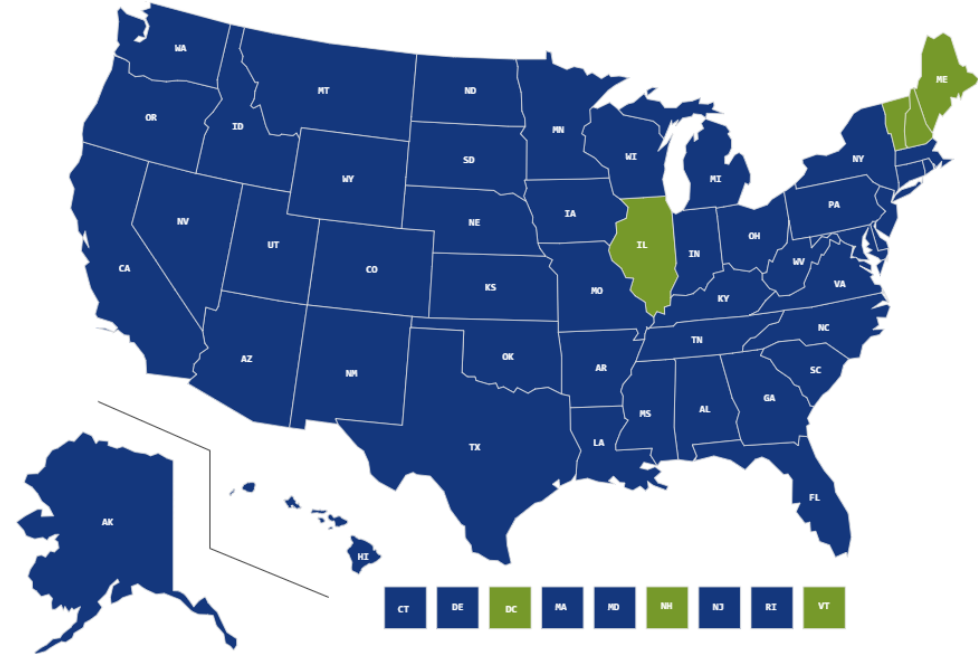 WA
ME
MT
ND
OR
ID
MN
WI
NY
SD
WY
MI
PA
IA
NE
NV
UT
IL
OH
IN
CO
CA
WV
KS
MO
VA
KY
NC
TN
OK
AZ
AR
SC
NM
GA
AL
MS
LA
TX
FL
AK
HI
CT DE DC MA MD NH NJ RI VT